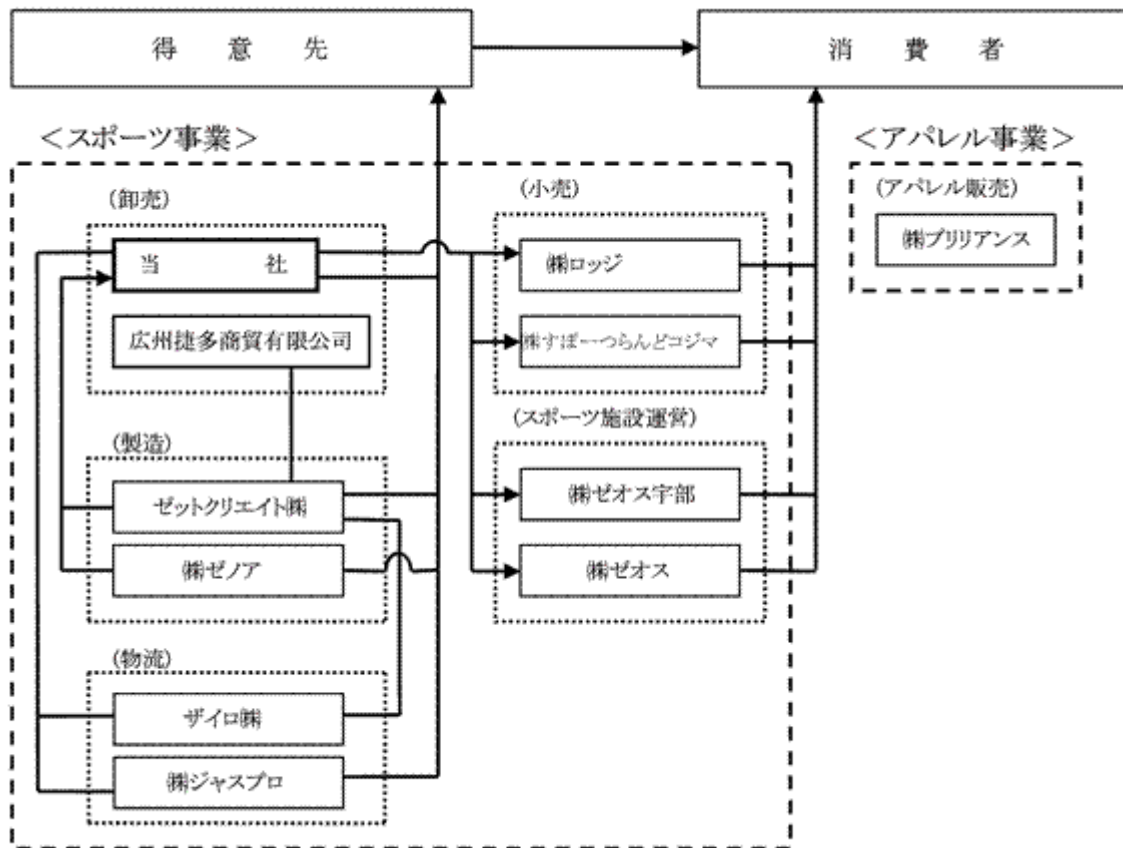 得意先
消費者
＜スポーツ事業＞
＜アパレル事業＞
(卸売)
当社
広州捷多商貿有限公司
(製造)
ゼットクリエイト㈱
㈱ゼノア
(物流)
ザイロ㈱
㈱ジャスプロ
(小売)
㈱ロッジ
㈱すぽーつらんどコジマ
(スポーツ施設運営)
㈱ゼオス宇部
㈱ゼオス
(アパレル販売)
㈱ブリリアンス